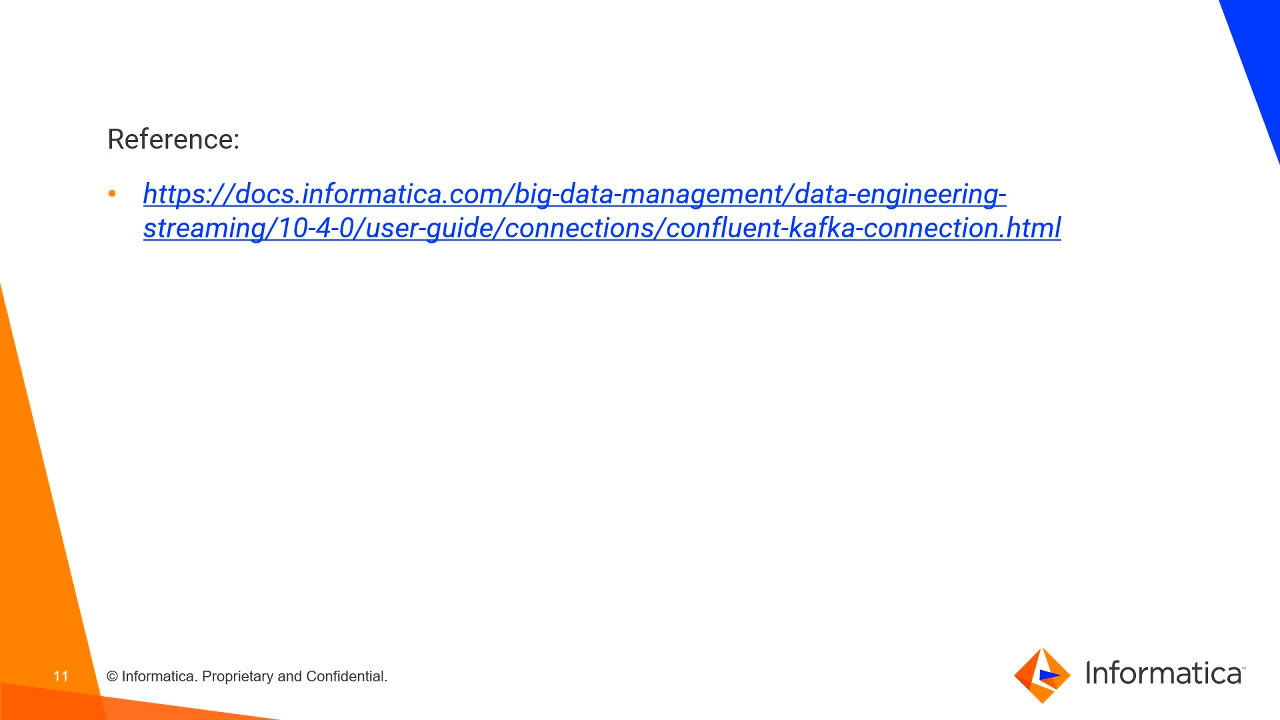 Reference:
• https://docs.informatica.com/big-data-management/data-engineering-
streaming/10-4-0/user-guide/connections/confluent-kafka-connection.html
11 © Informatica. Proprietary and Confidential.
Informatica™